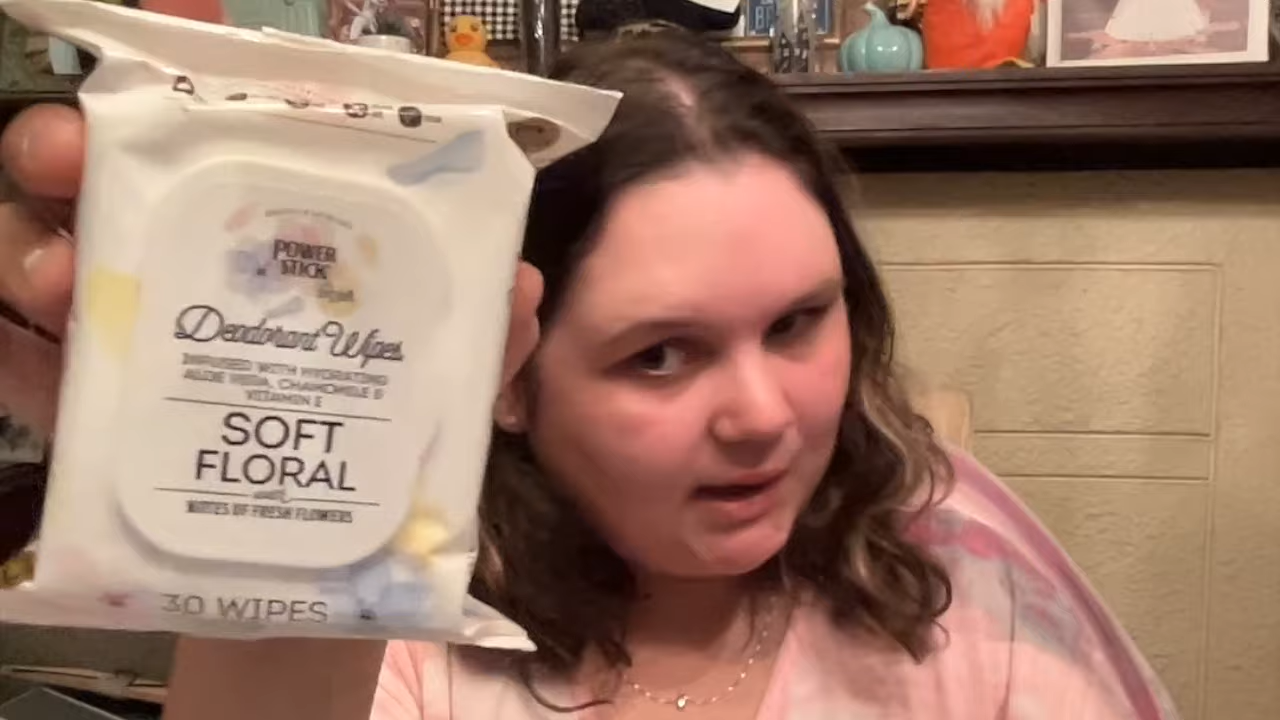 POWER
STICK
Deodorant Wipes
INFUSED WITH HYDRATING
ALOE VERA, CHAMOMILE &
VITAMIN E
SOFT
FLORAL
with
NOTES OF FRESH FLOWERS
30 WIPES